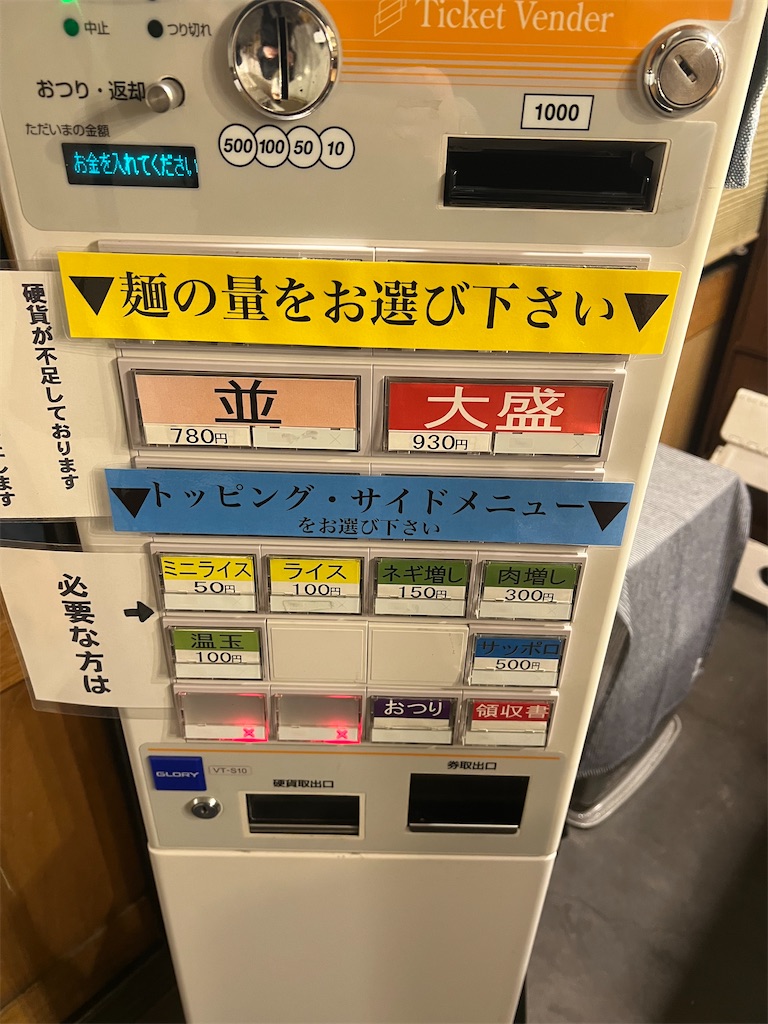 Ticket Vender
中止
つり切れ
おつり・返却
ただいまの金額
お金を入れてください
500 100 50 10
1000
硬貨が不足しております
します
▼麺の量をお選び下さい▼
並
780円
大盛
930円
▼トッピング・サイドメニュー▼
をお選び下さい
必要な方は
➡
ミニライス
50円
ライス
100円
ネギ増し
150円
肉増し
300円
温玉
100円
サッポロ
500円
おつり
領収書
GLORY
VT-S10
硬貨取出口
券取出口